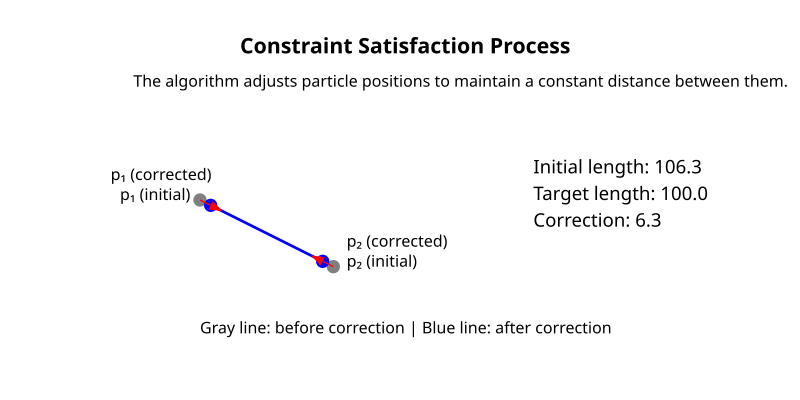 Constraint Satisfaction Process
The algorithm adjusts particle positions to maintain a constant distance between them.
p₁ (corrected)
p₁ (initial)
p₂ (corrected)
p₂ (initial)
Initial length: 106.3
Target length: 100.0
Correction: 6.3
Gray line: before correction | Blue line: after correction